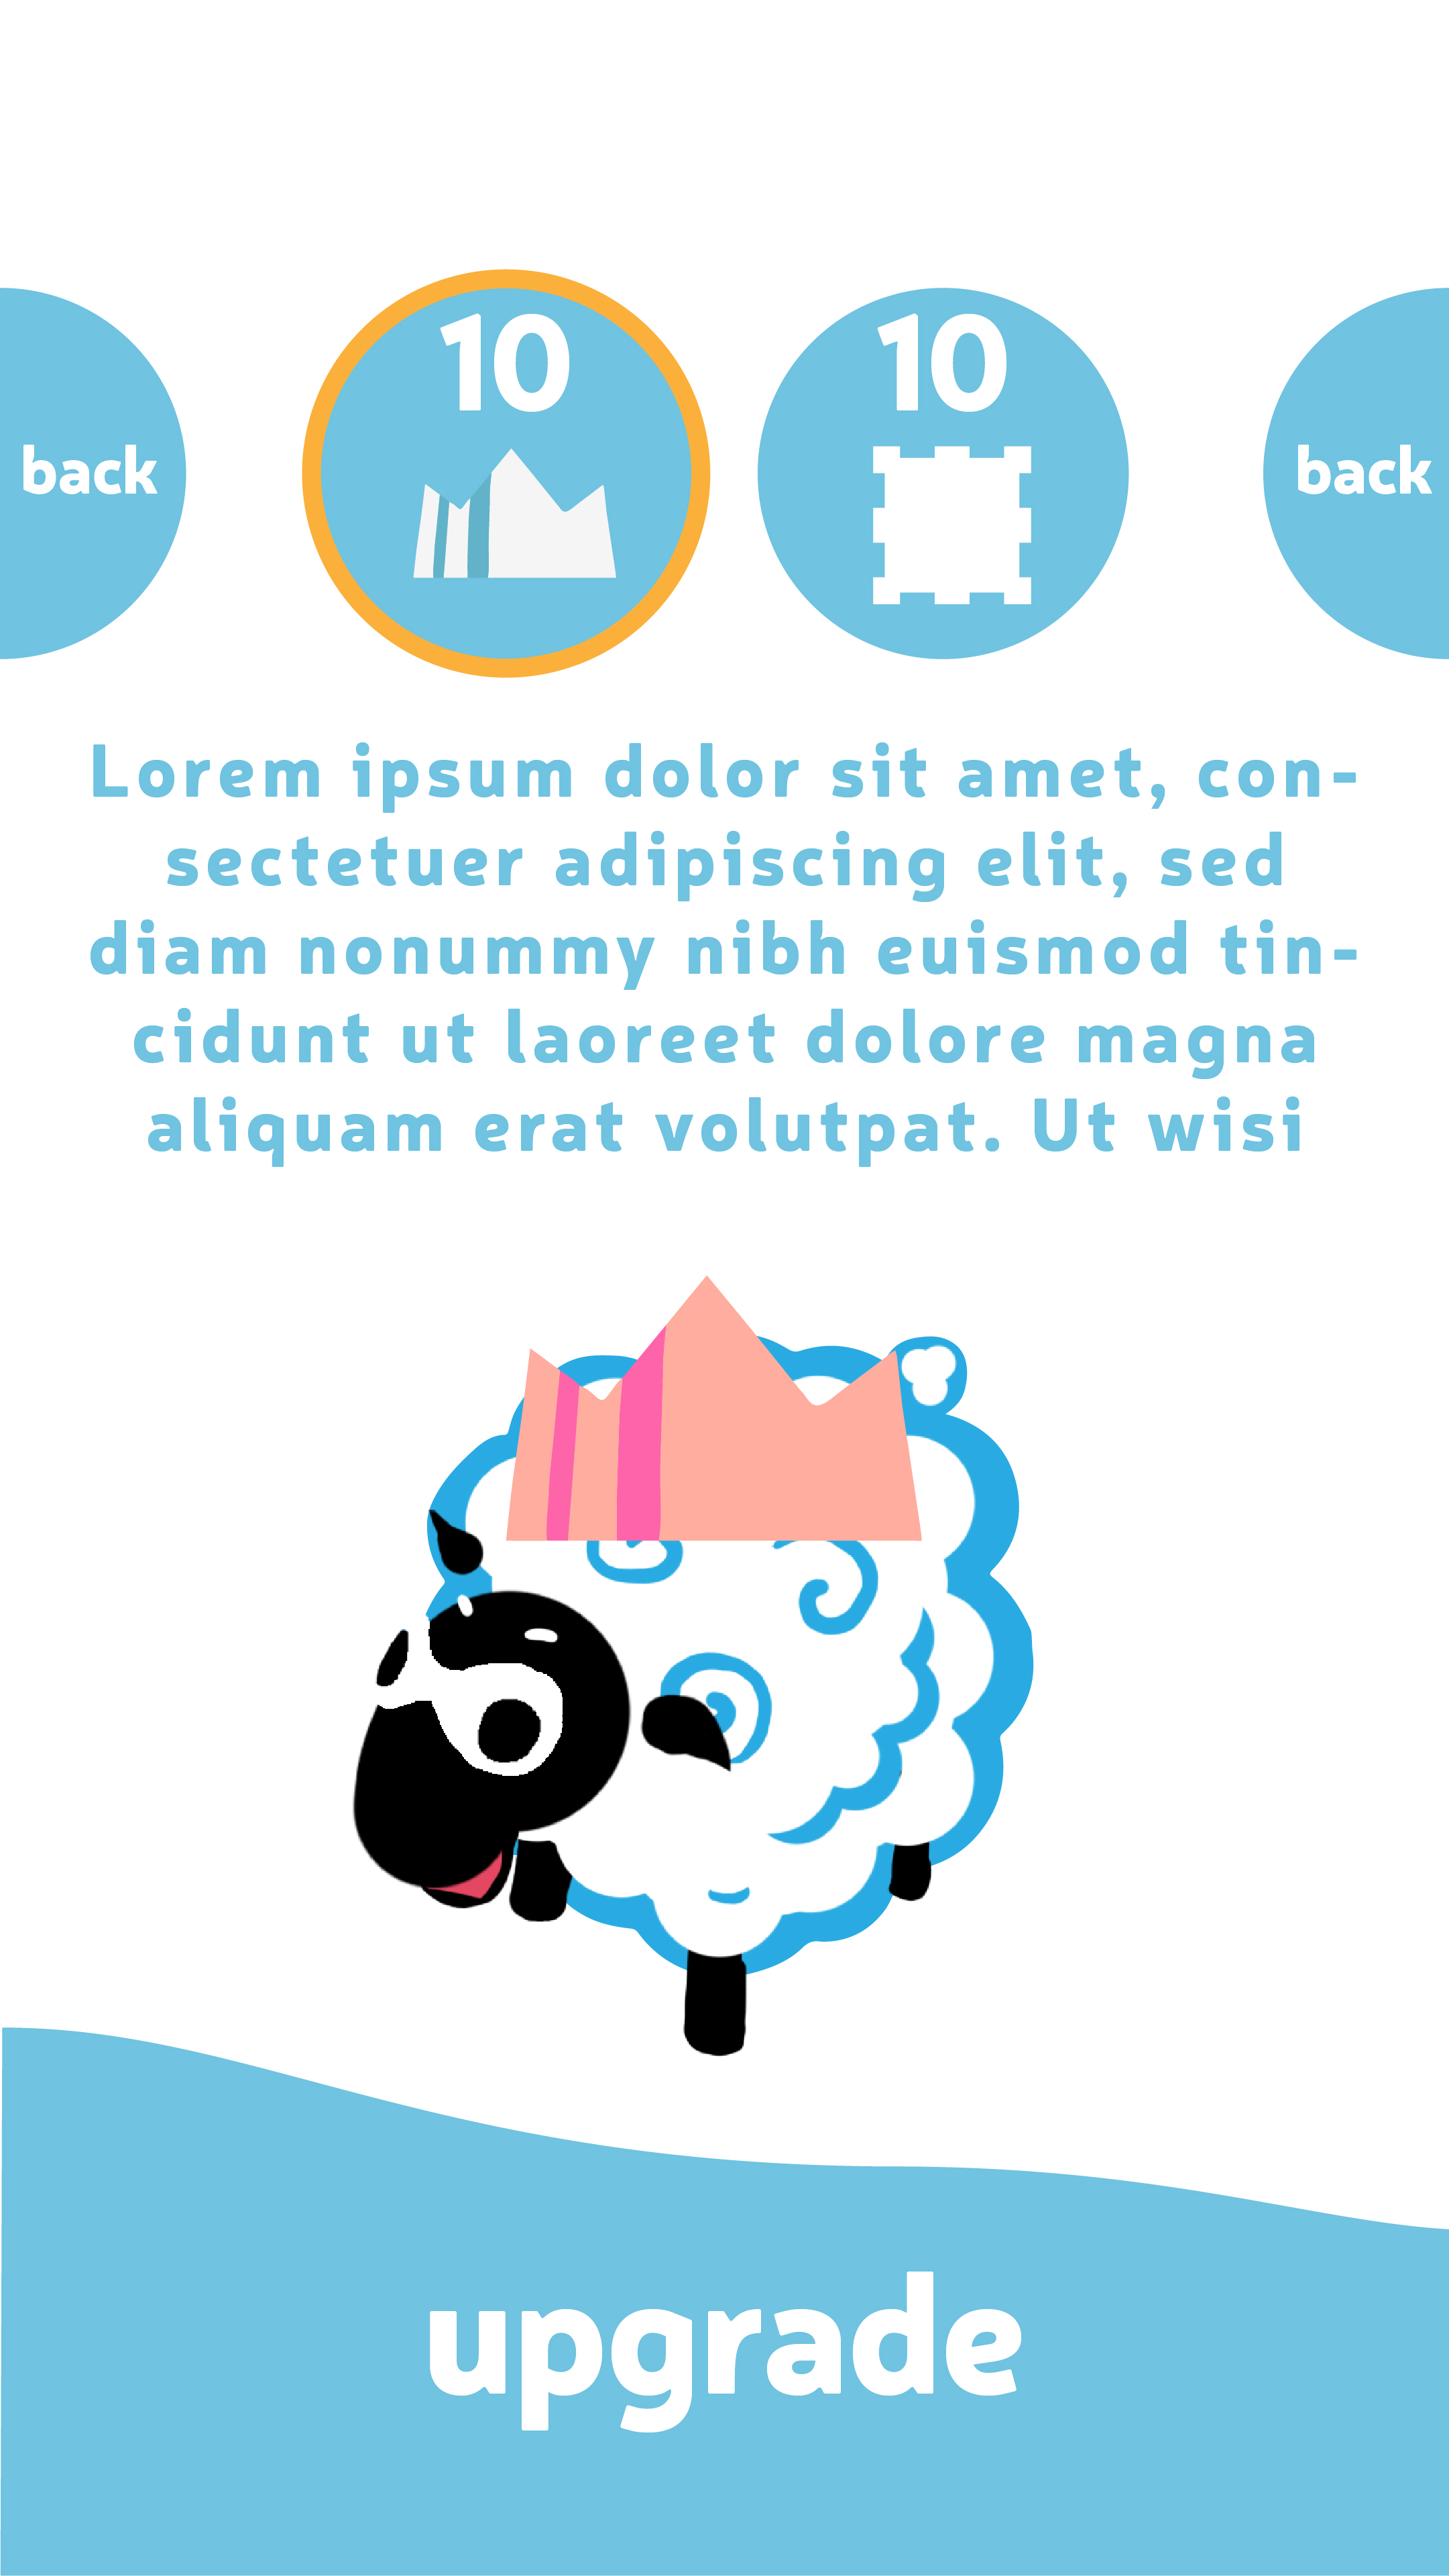 10
10
back
back
Lorem ipsum dolor sit amet, con-
sectetuer adipiscing elit, sed
diam nonummy nibh euismod tin-
cidunt ut laoreet dolore magna
aliquam erat volutpat. Ut wisi
upgrade